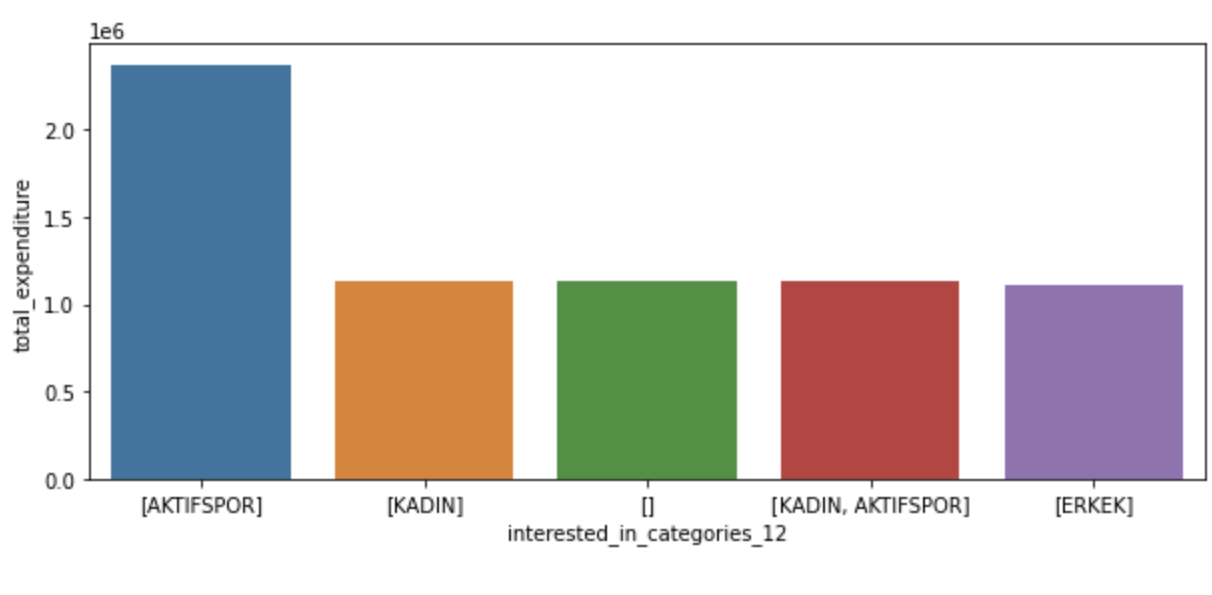 1e6
2.0
1.5
1.0
0.5
0.0
total_expenditure
[AKTIFSPOR] [KADIN] [] [KADIN, AKTIFSPOR] [ERKEK]
interested_in_categories_12